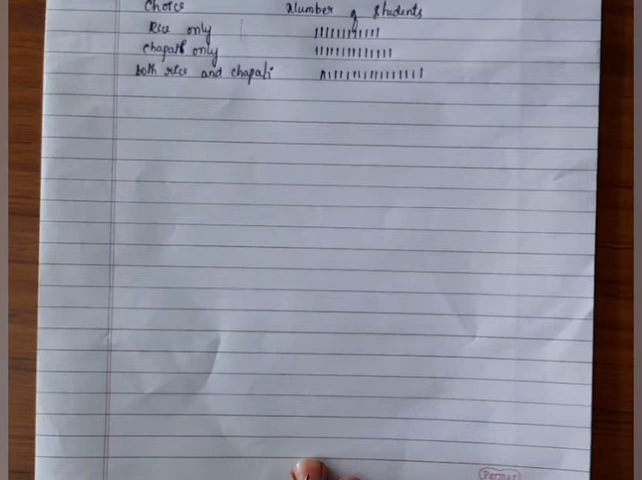 Choice Number of Students
Rice only
Chapati only
Both rice and chapati